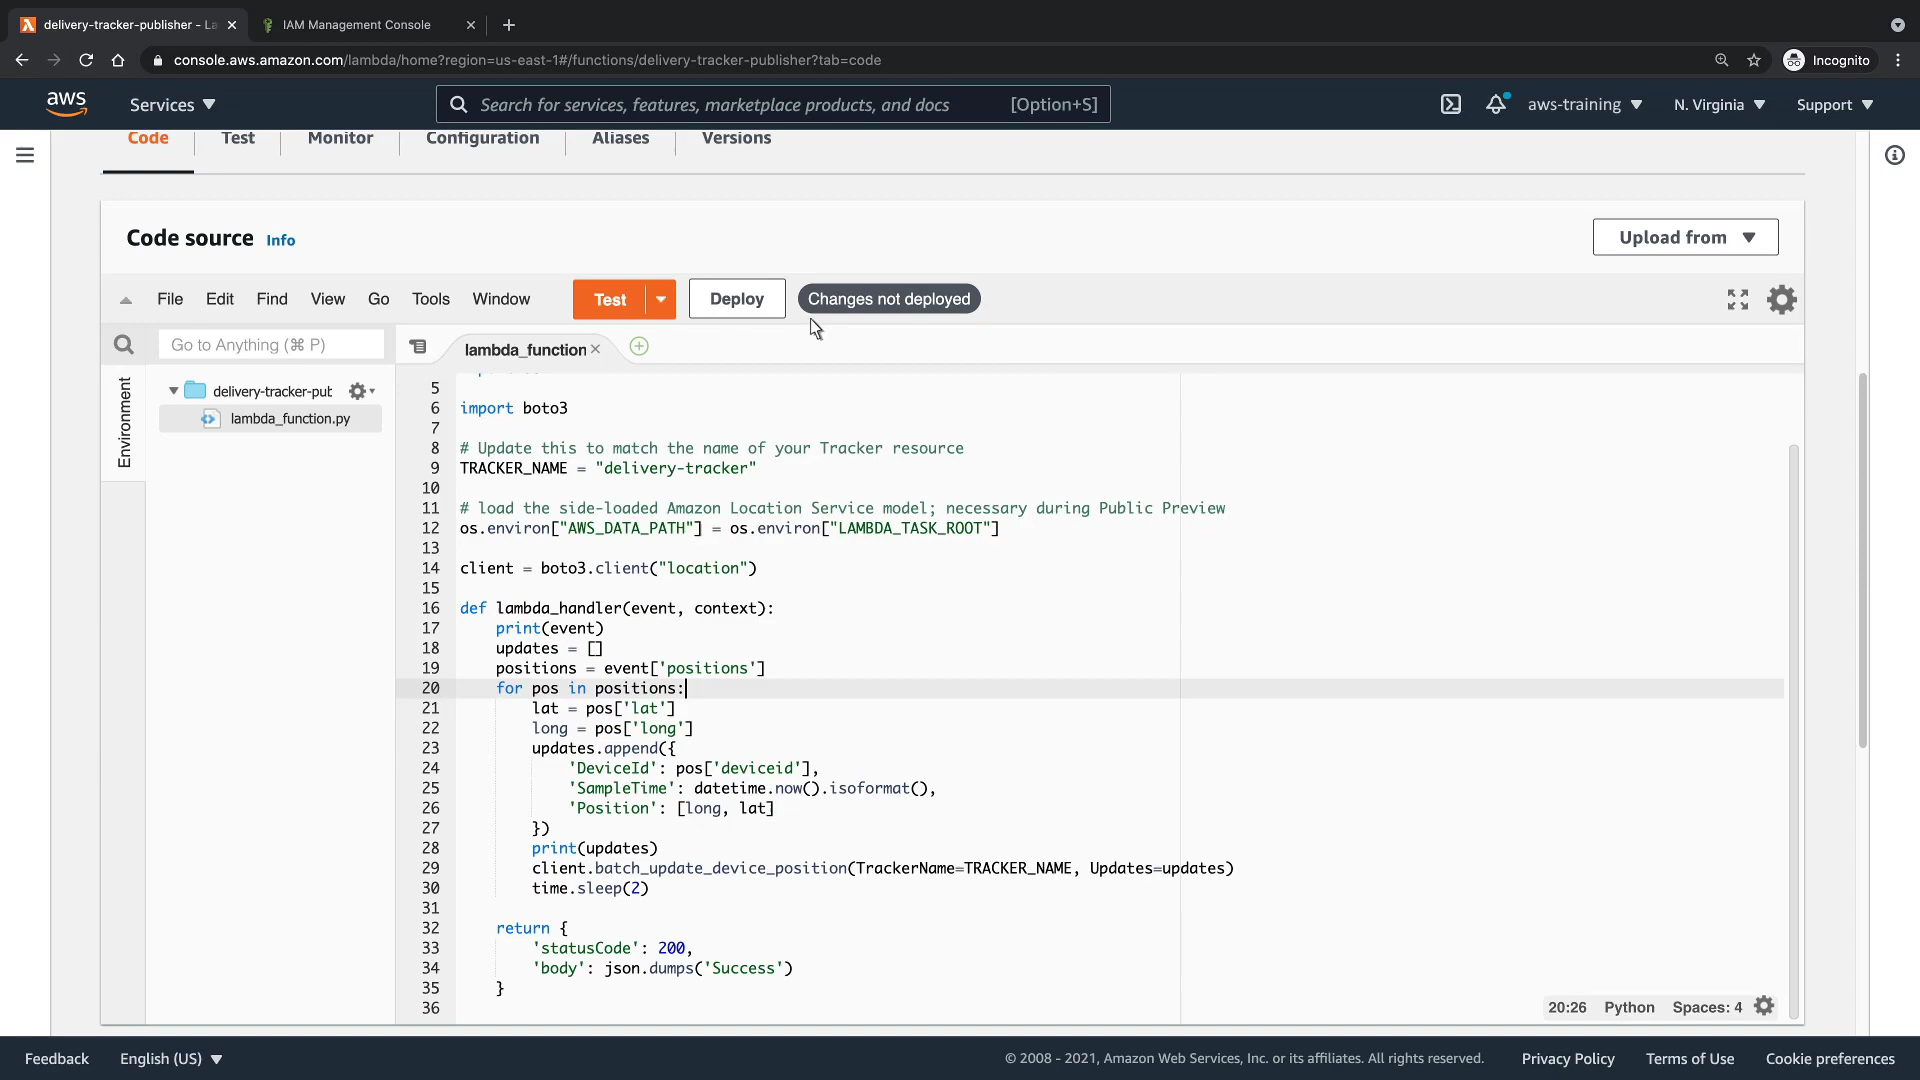 delivery-tracker-publisher - La
IAM Management Console
console.aws.amazon.com/lambda/home?region=us-east-1#/functions/delivery-tracker-publisher?tab=code
Incognito
aws
Services
Search for services, features, marketplace products, and docs [Option+S]
aws-training
N. Virginia
Support
Code
Test
Monitor
Configuration
Aliases
Versions
Code source Info
Upload from
File Edit Find View Go Tools Window
Test
Deploy
Changes not deployed
Go to Anything (⌘ P)
lambda_function
Environment
delivery-tracker-pub
lambda_function.py
5
6 import boto3
7
8 # Update this to match the name of your Tracker resource
9 TRACKER_NAME = "delivery-tracker"
10
11 # load the side-loaded Amazon Location Service model; necessary during Public Preview
12 os.environ["AWS_DATA_PATH"] = os.environ["LAMBDA_TASK_ROOT"]
13
14 client = boto3.client("location")
15
16 def lambda_handler(event, context):
17     print(event)
18     updates = []
19     positions = event['positions']
20     for pos in positions:
21         lat = pos['lat']
22         long = pos['long']
23         updates.append({
24             'DeviceId': pos['deviceid'],
25             'SampleTime': datetime.now().isoformat(),
26             'Position': [long, lat]
27         })
28         print(updates)
29         client.batch_update_device_position(TrackerName=TRACKER_NAME, Updates=updates)
30         time.sleep(2)
31
32     return {
33         'statusCode': 200,
34         'body': json.dumps('Success')
35     }
36
20:26 Python Spaces: 4
Feedback
English (US)
© 2008 - 2021, Amazon Web Services, Inc. or its affiliates. All rights reserved.
Privacy Policy
Terms of Use
Cookie preferences